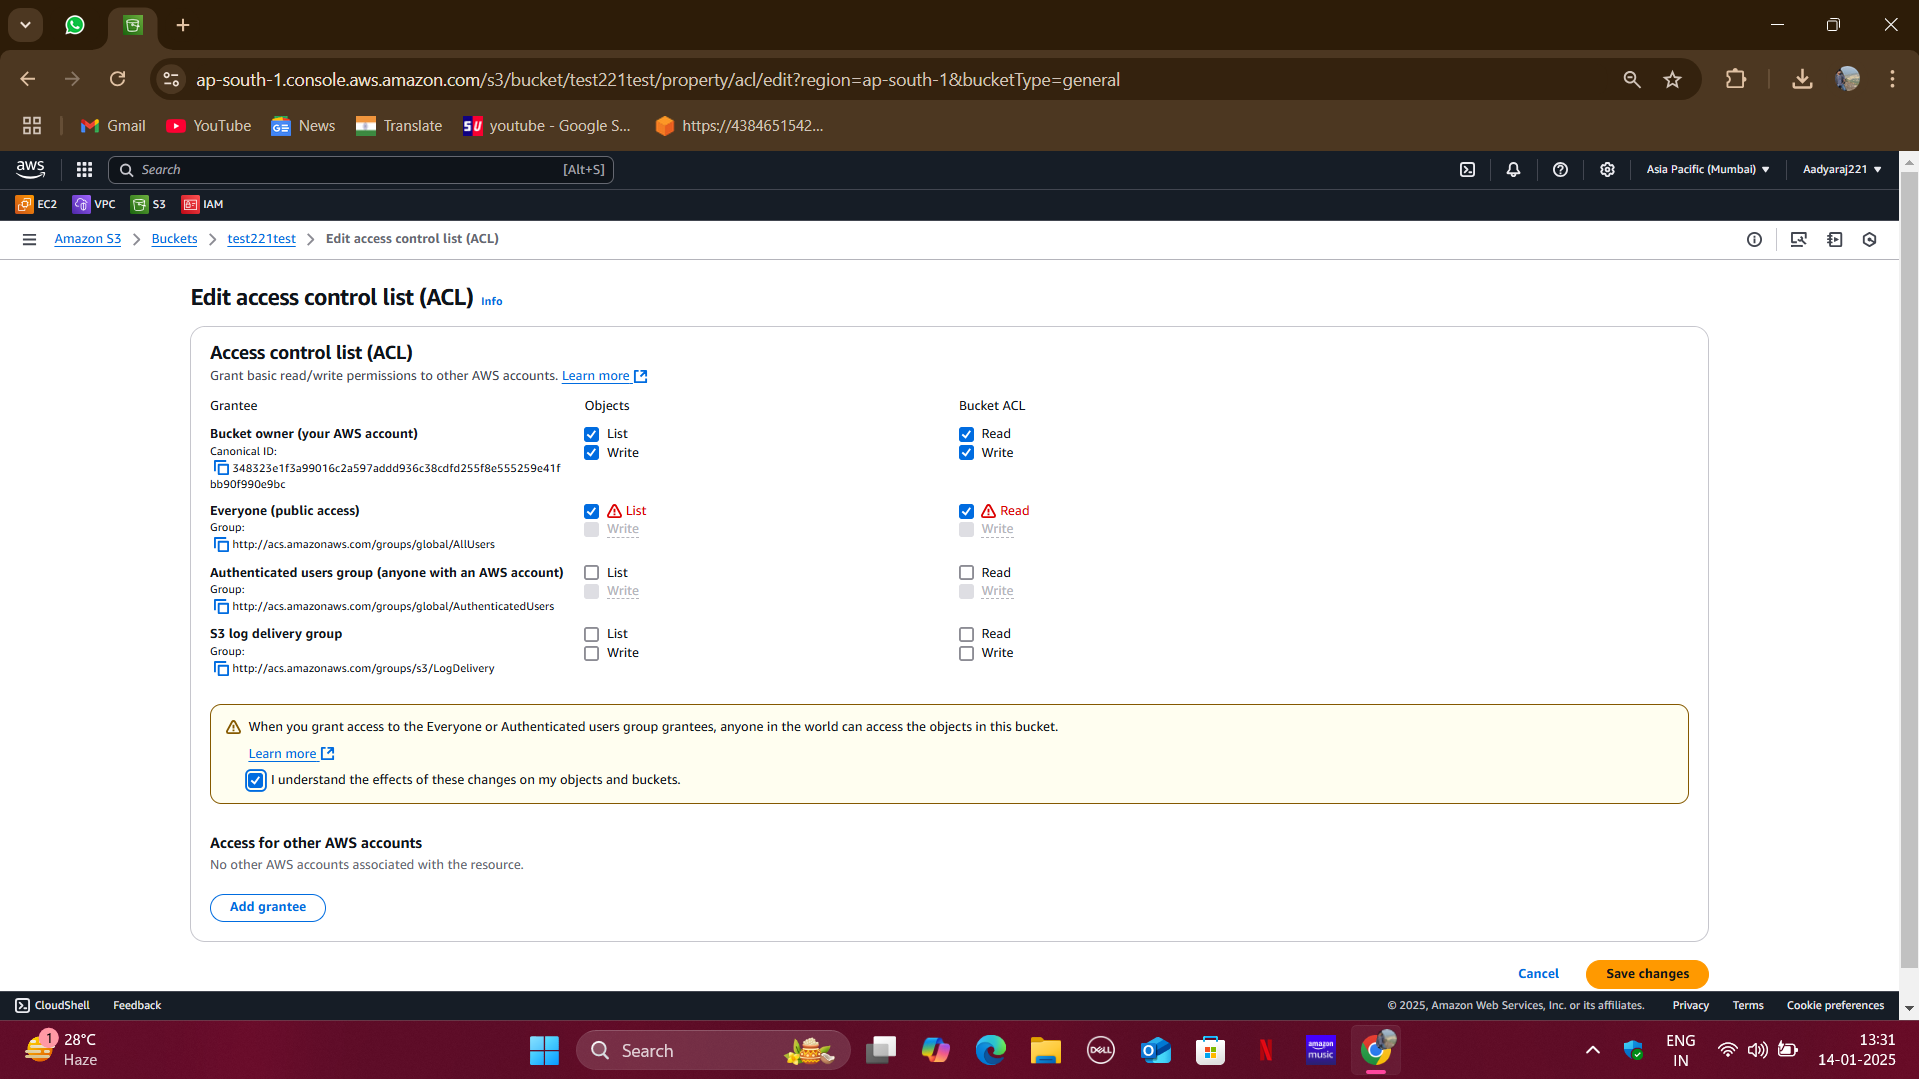 ap-south-1.console.aws.amazon.com/s3/bucket/test221test/property/acl/edit?region=ap-south-1&bucketType=general
Gmail YouTube News Translate youtube - Google S... https://4384651542...
aws Search [Alt+S] Asia Pacific (Mumbai) Aadyaraj221
EC2 VPC S3 IAM
Amazon S3 Buckets test221test Edit access control list (ACL)
Edit access control list (ACL) Info
Access control list (ACL)
Grant basic read/write permissions to other AWS accounts. Learn more
Grantee Objects Bucket ACL
Bucket owner (your AWS account) List Read
Canonical ID: Write Write
348323e1f3a99016c2a597addd936c38cdfd255f8e555259e41f
bb90f990e9bc
Everyone (public access) List Read
Group: Write Write
http://acs.amazonaws.com/groups/global/AllUsers
Authenticated users group (anyone with an AWS account) List Read
Group: Write Write
http://acs.amazonaws.com/groups/global/AuthenticatedUsers
S3 log delivery group List Read
Group: Write Write
http://acs.amazonaws.com/groups/s3/LogDelivery
When you grant access to the Everyone or Authenticated users group grantees, anyone in the world can access the objects in this bucket.
Learn more
I understand the effects of these changes on my objects and buckets.
Access for other AWS accounts
No other AWS accounts associated with the resource.
Add grantee
Cancel Save changes
CloudShell Feedback © 2025, Amazon Web Services, Inc. or its affiliates. Privacy Terms Cookie preferences
1 28°C
Haze
Search
DELL
amazon
music
ENG
IN
13:31
14-01-2025